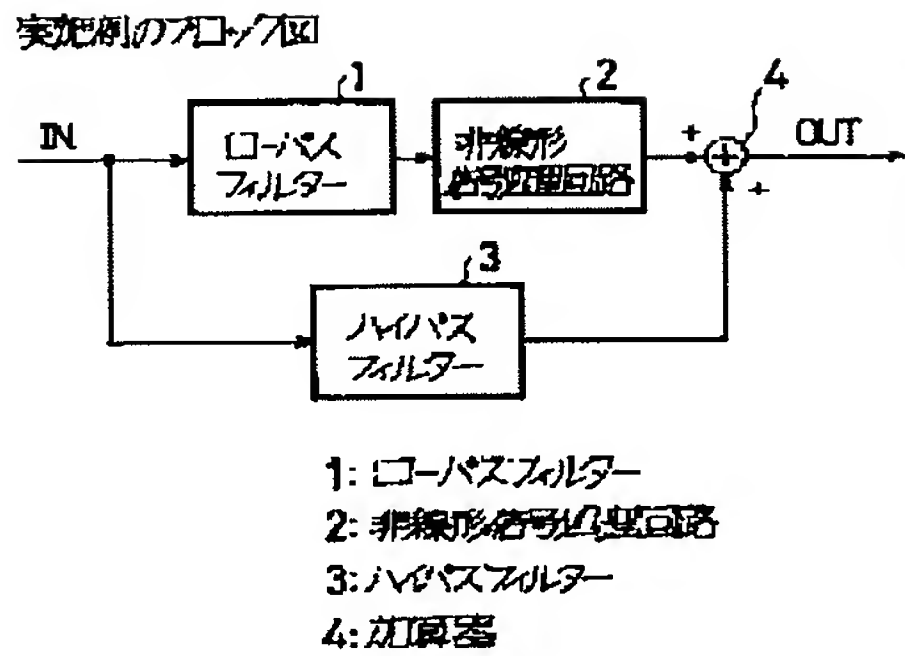 実施例のブロック図
1
2
4
IN
ローパス
フィルター
非線形
信号処理回路
+
+
OUT
+
3
ハイパス
フィルター
1: ローパスフィルター
2: 非線形信号処理回路
3: ハイパスフィルター
4: 加算器